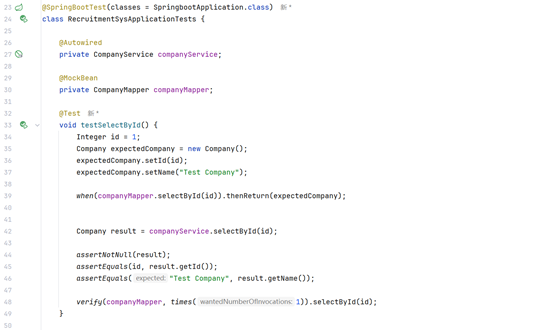 23 @SpringBootTest(classes = SpringbootApplication.class) 新 *
24 class RecruitmentSysApplicationTests {
25
26 @Autowired
27 private CompanyService companyService;
28
29 @MockBean
30 private CompanyMapper companyMapper;
31
32 @Test 新 *
33 void testSelectById() {
34 Integer id = 1;
35 Company expectedCompany = new Company();
36 expectedCompany.setId(id);
37 expectedCompany.setName("Test Company");
38
39 when(companyMapper.selectById(id)).thenReturn(expectedCompany);
40
41
42 Company result = companyService.selectById(id);
43
44 assertNotNull(result);
45 assertEquals(id, result.getId());
46 assertEquals( expected: "Test Company", result.getName());
47
48 verify(companyMapper, times( wantedNumberOfInvocations: 1)).selectById(id);
49 }
50